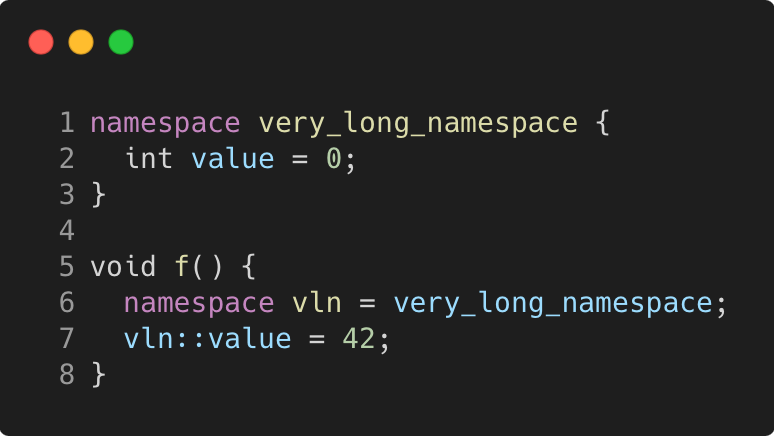 1 namespace very_long_namespace {
2   int value = 0;
3 }
4
5 void f() {
6   namespace vln = very_long_namespace;
7   vln::value = 42;
8 }